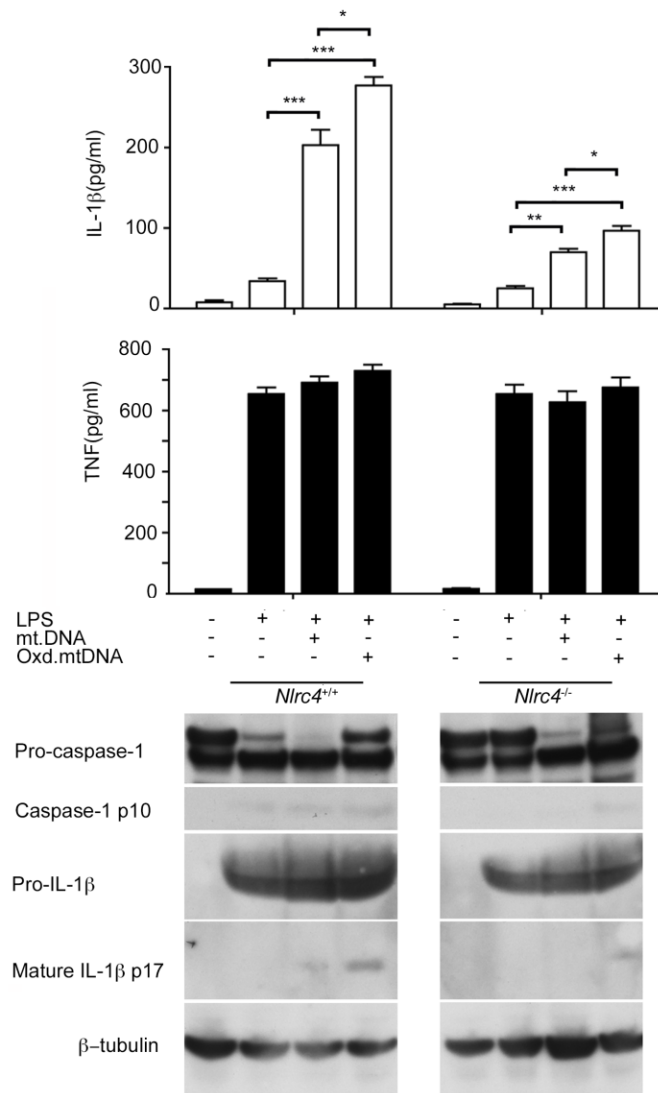 *
***
***
*
***
**
300
200
100
0
IL-1β(pg/ml)
800
600
400
200
0
TNF(pg/ml)
LPS - + + + - + + +
mt.DNA - - + - - - + -
Oxd.mtDNA - - - + - - - +
Nlrc4+/+ Nlrc4-/-
Pro-caspase-1
Caspase-1 p10
Pro-IL-1β
Mature IL-1β p17
β–tubulin